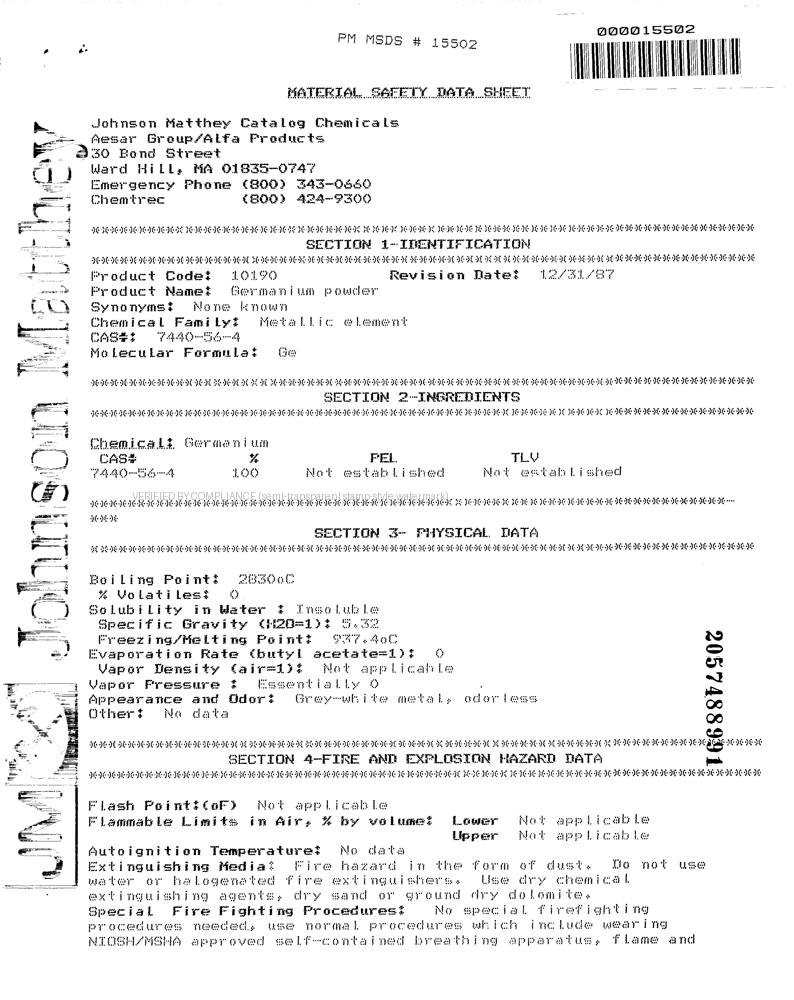 PM MSDS # 15502
000015502
MATERIAL SAFETY DATA SHEET
Johnson Matthey Catalog Chemicals
Aesar Group/Alfa Products
30 Bond Street
Ward Hill, MA 01835-0747
Emergency Phone (800) 343-0660
Chemtrec (800) 424-9300
SECTION 1-IDENTIFICATION
Product Code: 10190 Revision Date: 12/31/87
Product Name: Germanium powder
Synonyms: None known
Chemical Family: Metallic element
CAS#: 7440-56-4
Molecular Formula: Ge
SECTION 2-INGREDIENTS
Chemical: Germanium
CAS# % PEL TLV
7440-56-4 100 Not established Not established
VERIFIED BY COMPLIANCE (semi-transparent stamp-style watermark)
SECTION 3- PHYSICAL DATA
Boiling Point: 2830oC
% Volatiles: 0
Solubility in Water : Insoluble
Specific Gravity (H2O=1): 5.32
Freezing/Melting Point: 937.4oC
Evaporation Rate (butyl acetate=1): 0
Vapor Density (air=1): Not applicable
Vapor Pressure : Essentially 0
Appearance and Odor: Grey-white metal, odorless
Other: No data
SECTION 4-FIRE AND EXPLOSION HAZARD DATA
Flash Point:(oF) Not applicable
Flammable Limits in Air, % by volume: Lower Not applicable
Upper Not applicable
Autoignition Temperature: No data
Extinguishing Media: Fire hazard in the form of dust. Do not use
water or halogenated fire extinguishers. Use dry chemical
extinguishing agents, dry sand or ground dry dolomite.
Special Fire Fighting Procedures: No special firefighting
procedures needed, use normal procedures which include wearing
NIOSH/MSHA approved self-contained breathing apparatus, flame and
Johnson Matthey
JM
2057488991